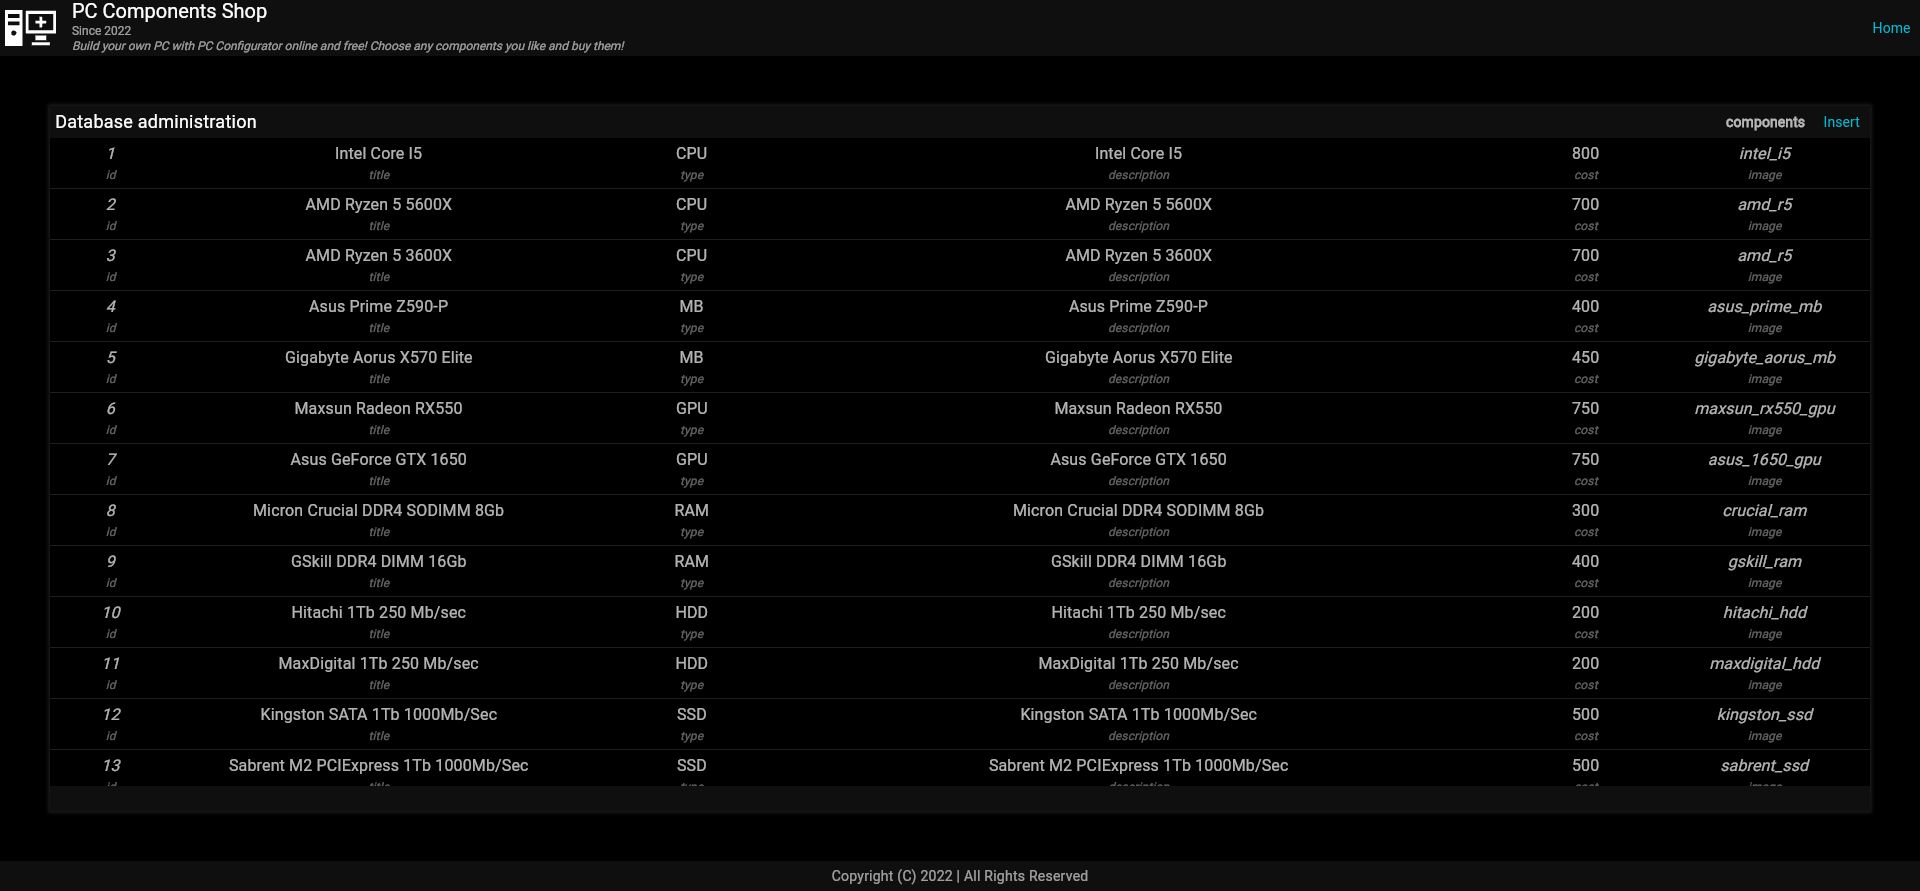 PC Components Shop
Since 2022
Build your own PC with PC Configurator online and free! Choose any components you like and buy them!
Home
Database administration components Insert
1 Intel Core I5 CPU Intel Core I5 800 intel_i5
id title type description cost image
2 AMD Ryzen 5 5600X CPU AMD Ryzen 5 5600X 700 amd_r5
id title type description cost image
3 AMD Ryzen 5 3600X CPU AMD Ryzen 5 3600X 700 amd_r5
id title type description cost image
4 Asus Prime Z590-P MB Asus Prime Z590-P 400 asus_prime_mb
id title type description cost image
5 Gigabyte Aorus X570 Elite MB Gigabyte Aorus X570 Elite 450 gigabyte_aorus_mb
id title type description cost image
6 Maxsun Radeon RX550 GPU Maxsun Radeon RX550 750 maxsun_rx550_gpu
id title type description cost image
7 Asus GeForce GTX 1650 GPU Asus GeForce GTX 1650 750 asus_1650_gpu
id title type description cost image
8 Micron Crucial DDR4 SODIMM 8Gb RAM Micron Crucial DDR4 SODIMM 8Gb 300 crucial_ram
id title type description cost image
9 GSkill DDR4 DIMM 16Gb RAM GSkill DDR4 DIMM 16Gb 400 gskill_ram
id title type description cost image
10 Hitachi 1Tb 250 Mb/sec HDD Hitachi 1Tb 250 Mb/sec 200 hitachi_hdd
id title type description cost image
11 MaxDigital 1Tb 250 Mb/sec HDD MaxDigital 1Tb 250 Mb/sec 200 maxdigital_hdd
id title type description cost image
12 Kingston SATA 1Tb 1000Mb/Sec SSD Kingston SATA 1Tb 1000Mb/Sec 500 kingston_ssd
id title type description cost image
13 Sabrent M2 PCIExpress 1Tb 1000Mb/Sec SSD Sabrent M2 PCIExpress 1Tb 1000Mb/Sec 500 sabrent_ssd
Copyright (C) 2022 | All Rights Reserved